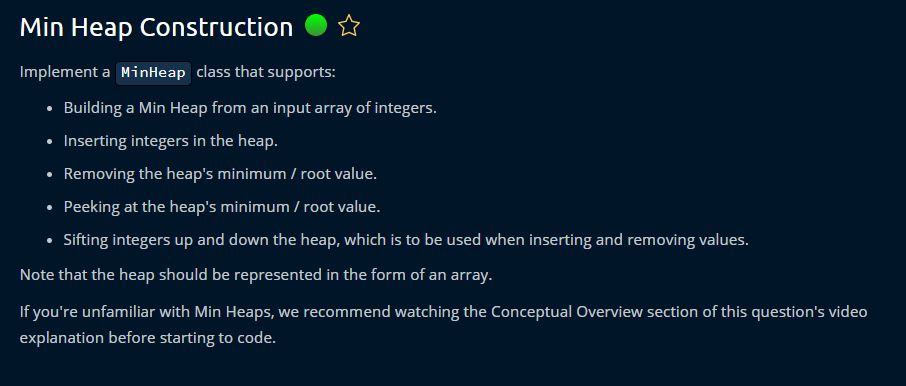 Min Heap Construction
Implement a MinHeap class that supports:
• Building a Min Heap from an input array of integers.
• Inserting integers in the heap.
• Removing the heap's minimum / root value.
• Peeking at the heap's minimum / root value.
• Sifting integers up and down the heap, which is to be used when inserting and removing values.
Note that the heap should be represented in the form of an array.
If you're unfamiliar with Min Heaps, we recommend watching the Conceptual Overview section of this question's video
explanation before starting to code.